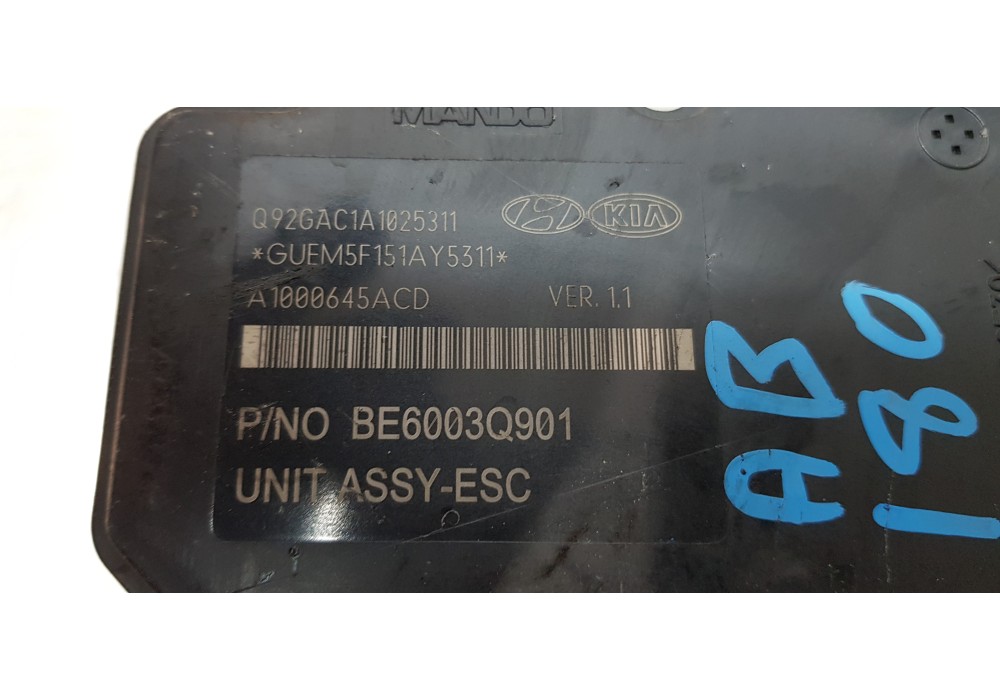 MANDO
Q92GAC1A1025311
KIA
*GUEM5F151AY5311*
A1000645ACD VER. 1.1
P/NO BE6003Q901
UNIT ASSY-ESC
AB
180